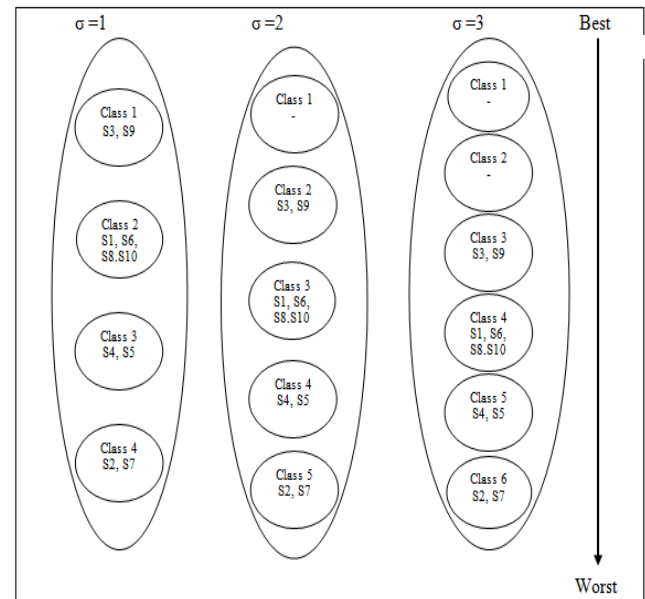 σ =1
σ =2
σ =3
Best
Class 1
S3, S9
Class 2
S1, S6,
S8.S10
Class 3
S4, S5
Class 4
S2, S7
Class 1
-
Class 2
S3, S9
Class 3
S1, S6,
S8.S10
Class 4
S4, S5
Class 5
S2, S7
Class 1
-
Class 2
-
Class 3
S3, S9
Class 4
S1, S6,
S8.S10
Class 5
S4, S5
Class 6
S2, S7
Worst